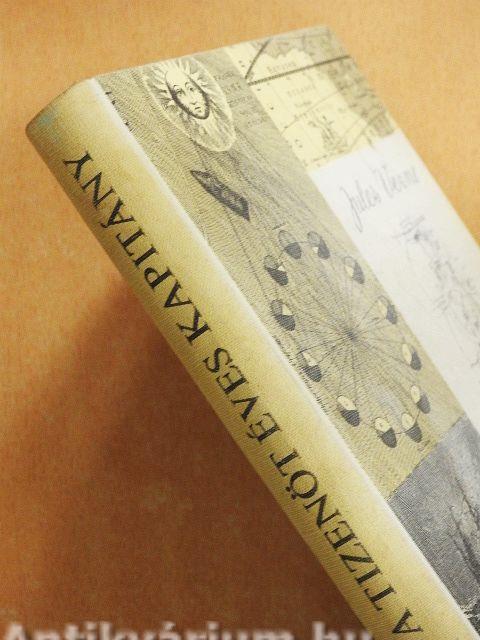 A TIZENÖT ÉVES KAPITÁNY
Jules Verne
Antikvárium.hu